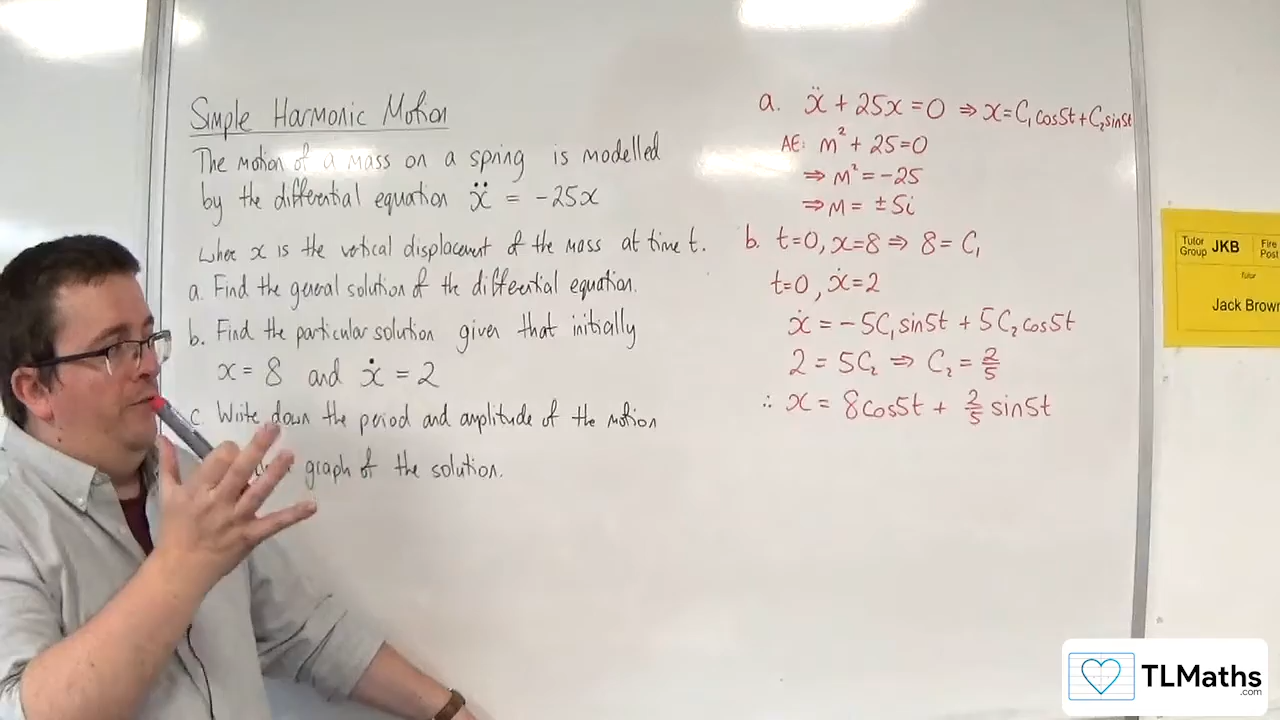 Simple Harmonic Motion
The motion of a mass on a spring is modelled
by the differential equation ẍ = -25x
where x is the vertical displacement of the mass at time t.
a. Find the general solution of the differential equation.
b. Find the particular solution given that initially
x = 8 and ẋ = 2
c. Write down the period and amplitude of the motion
graph of the solution.
a. ẍ + 25x = 0 ⇒ x = C₁cos5t + C₂sin5t
AE: m² + 25 = 0
⇒ m² = -25
⇒ m = ±5i
b. t=0, x=8 ⇒ 8 = C₁
t=0, ẋ=2
ẋ = -5C₁sin5t + 5C₂cos5t
2 = 5C₂ ⇒ C₂ = 2/5
∴ x = 8cos5t + 2/5 sin5t
Tutor Group JKB Fire Post
Tutor
Jack Brown
TLMaths
.com